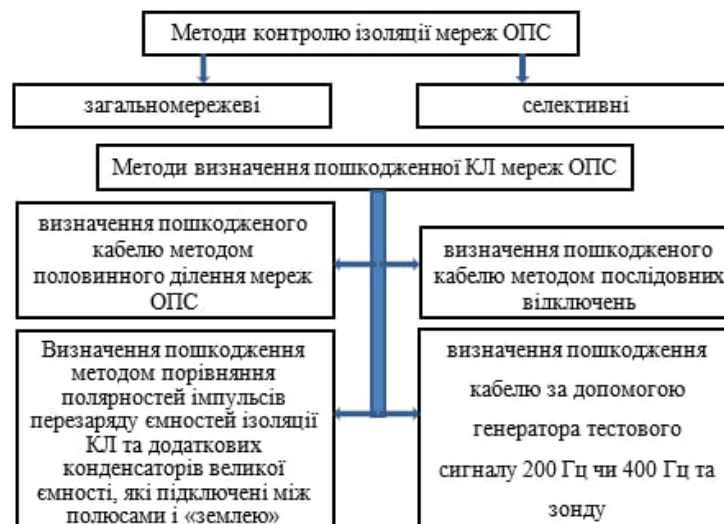 Методи контролю ізоляції мереж ОПС
загальномережеві
селективні
Методи визначення пошкодженної КЛ мереж ОПС
визначення пошкодженого
кабелю методом
половинного ділення мереж
ОПС
визначення пошкодженого
кабелю методом послідовних
відключень
Визначення пошкодження
методом порівняння
полярностей імпульсів
перезаряду ємностей ізоляції
КЛ та додаткових
конденсаторів великої
ємності, які підключені між
полюсами і «землею»
визначення пошкодження
кабелю за допомогою
генератора тестового
сигналу 200 Гц чи 400 Гц та
зонду